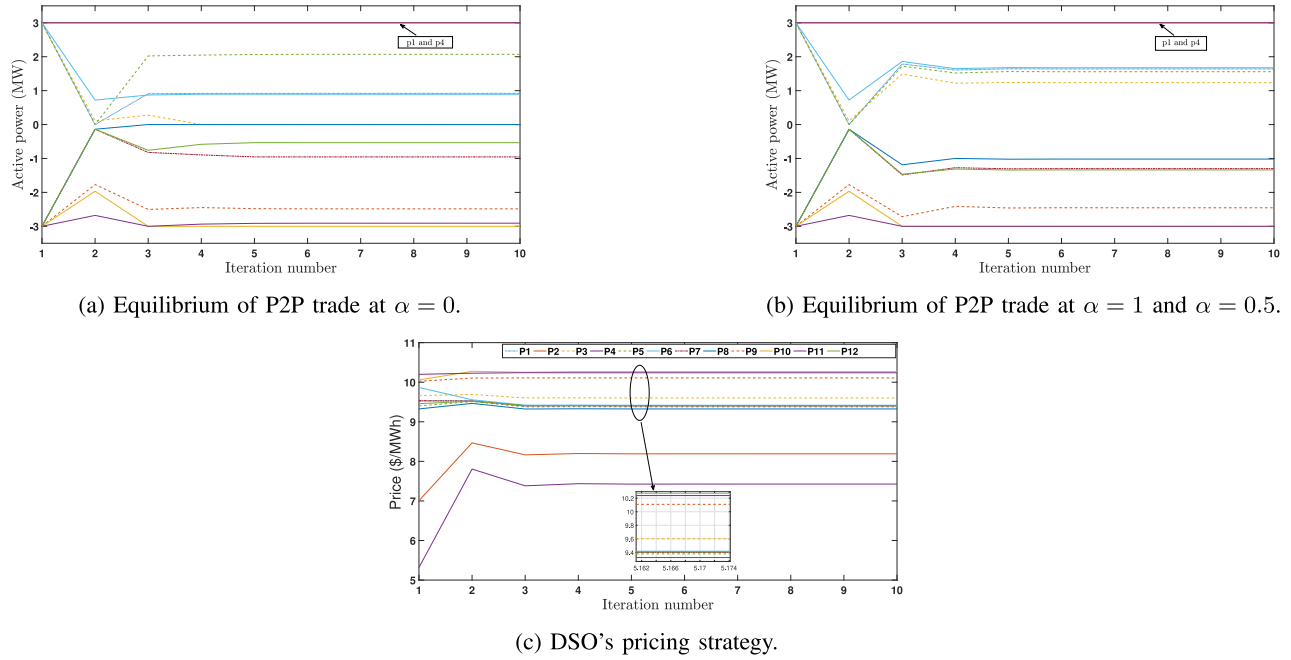 3
2
1
0
-1
-2
-3
Active power (MW)
p1 and p4
1 2 3 4 5 6 7 8 9 10
Iteration number
(a) Equilibrium of P2P trade at α = 0.
3
2
1
0
-1
-2
-3
Active power (MW)
p1 and p4
1 2 3 4 5 6 7 8 9 10
Iteration number
(b) Equilibrium of P2P trade at α = 1 and α = 0.5.
11
10
9
8
7
6
5
Price ($/MWh)
P1 P2 P3 P4 P5 P6 P7 P8 P9 P10 P11 P12
10.2
10
9.8
9.6
9.4
5.162 5.166 5.17 5.174
1 2 3 4 5 6 7 8 9 10
Iteration number
(c) DSO's pricing strategy.